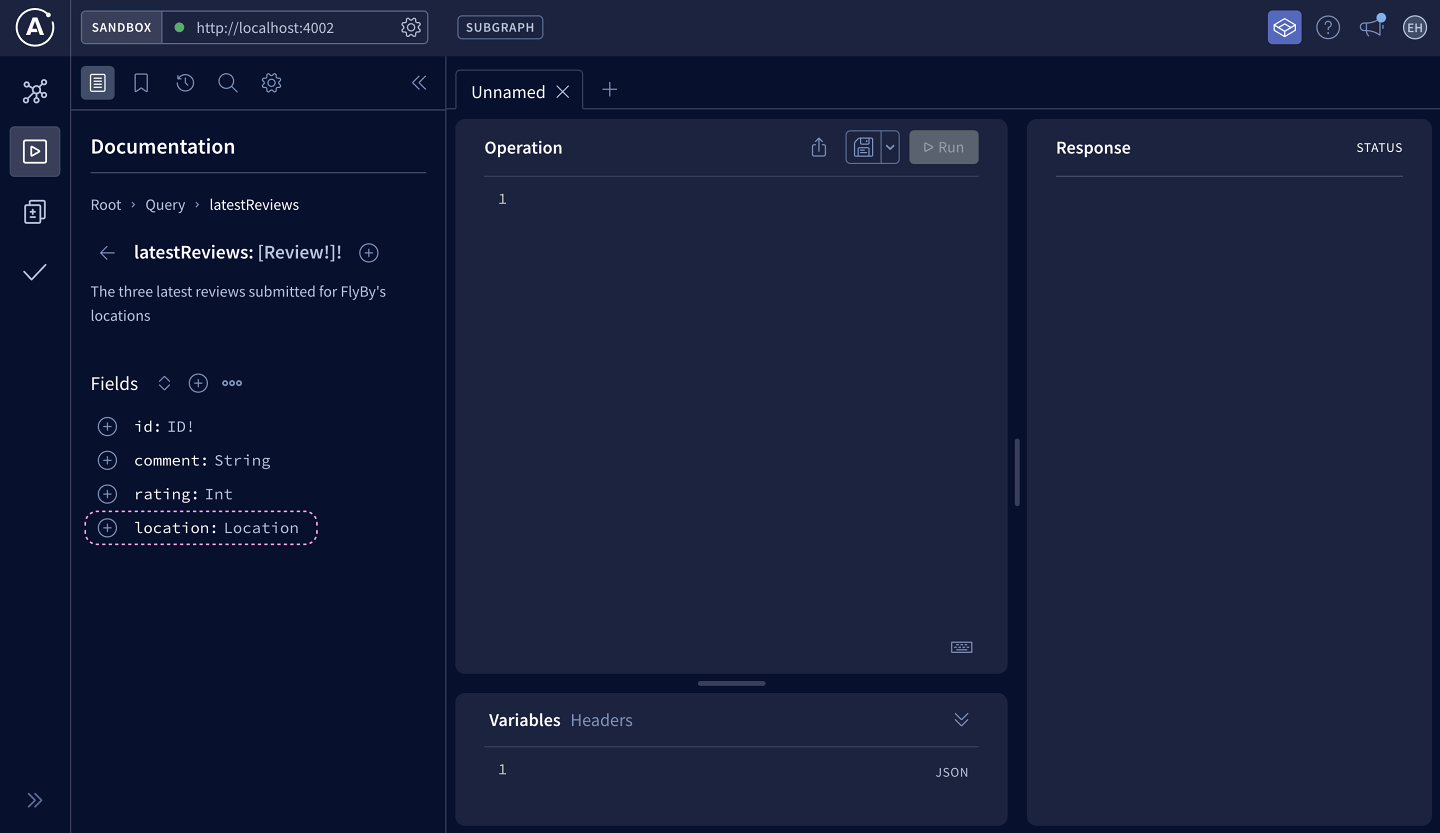 A
SANDBOX http://localhost:4002
SUBGRAPH
?
EH
Unnamed
Documentation
Root › Query › latestReviews
latestReviews: [Review!]!
The three latest reviews submitted for FlyBy's
locations
Fields
id: ID!
comment: String
rating: Int
location: Location
Operation
Run
1
Variables Headers
1
JSON
Response
STATUS